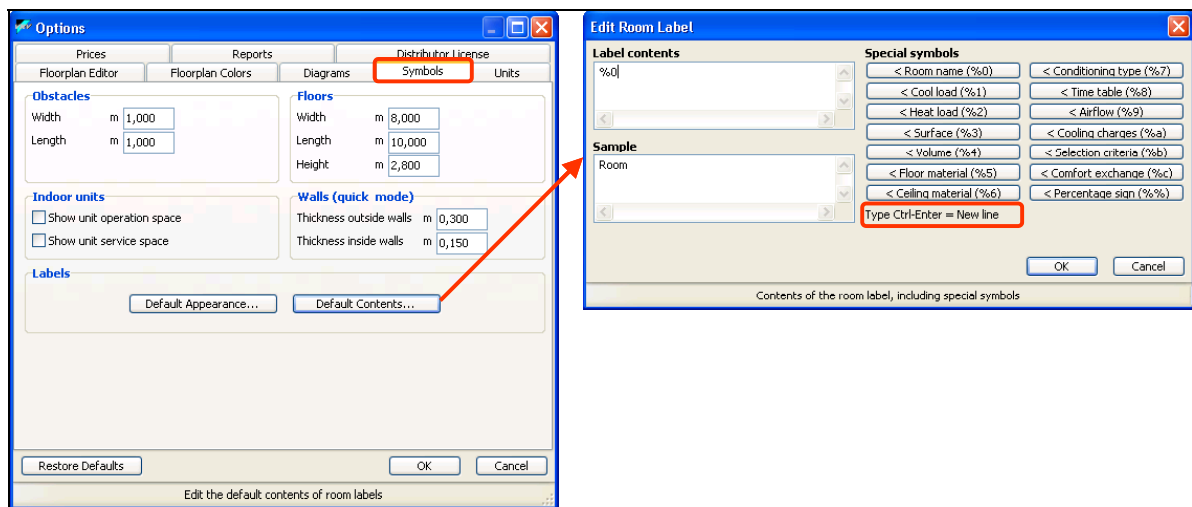 Options
Prices Reports Distributor License
Floorplan Editor Floorplan Colors Diagrams Symbols Units
Obstacles
Width m 1,000
Length m 1,000
Floors
Width m 8,000
Length m 10,000
Height m 2,800
Indoor units
Show unit operation space
Show unit service space
Walls (quick mode)
Thickness outside walls m 0,300
Thickness inside walls m 0,150
Labels
Default Appearance... Default Contents...
Restore Defaults OK Cancel
Edit the default contents of room labels
Edit Room Label
Label contents
%0
Sample
Room
Special symbols
< Room name (%0) < Conditioning type (%7)
< Cool load (%1) < Time table (%8)
< Heat load (%2) < Airflow (%9)
< Surface (%3) < Cooling charges (%a)
< Volume (%4) < Selection criteria (%b)
< Floor material (%5) < Comfort exchange (%c)
< Ceiling material (%6) < Percentage sign (%%)
Type Ctrl-Enter = New line
OK Cancel
Contents of the room label, including special symbols